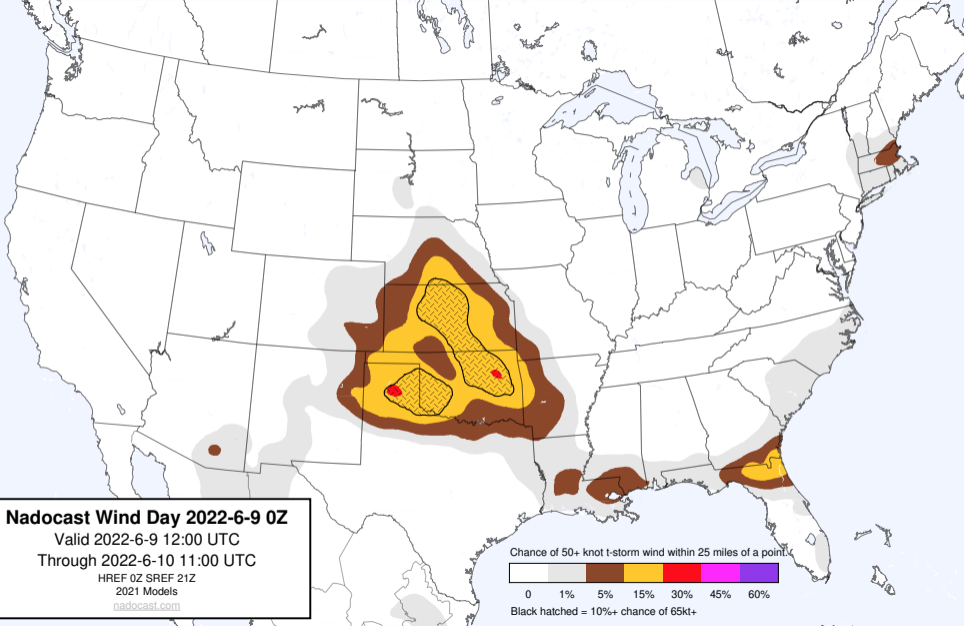 Nadocast Wind Day 2022-6-9 0Z
Valid 2022-6-9 12:00 UTC
Through 2022-6-10 11:00 UTC
HREF 0Z SREF 21Z
2021 Models
nadocast.com
Chance of 50+ knot t-storm wind within 25 miles of a point.
0 1% 5% 15% 30% 45% 60%
Black hatched = 10%+ chance of 65kt+